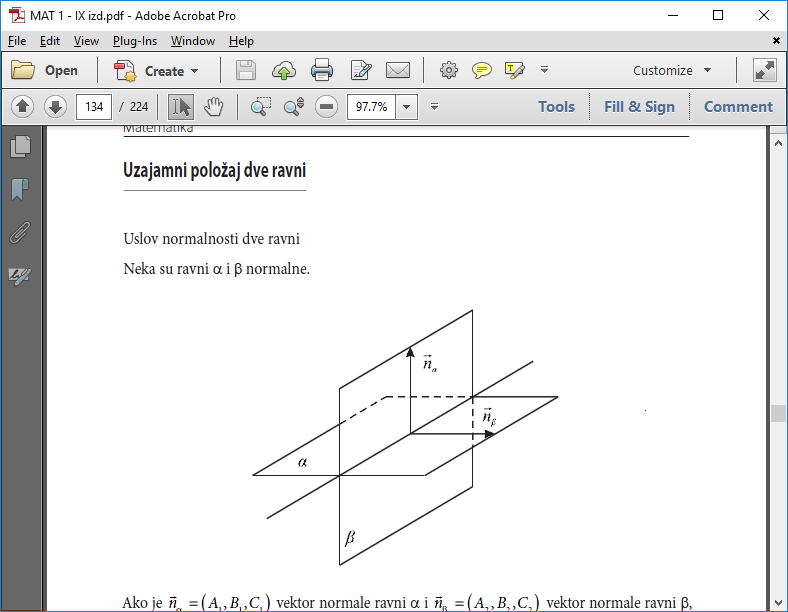 MAT 1 - IX izd.pdf - Adobe Acrobat Pro
File Edit View Plug-Ins Window Help
Open Create Customize
134 / 224 97.7% Tools Fill & Sign Comment
Matematika
Uzajamni položaj dve ravni
Uslov normalnosti dve ravni
Neka su ravni α i β normalne.
n⃗α
n⃗β
α
β
Ako je n⃗α = (A₁, B₁, C₁) vektor normale ravni α i n⃗β = (A₂, B₂, C₂) vektor normale ravni β,